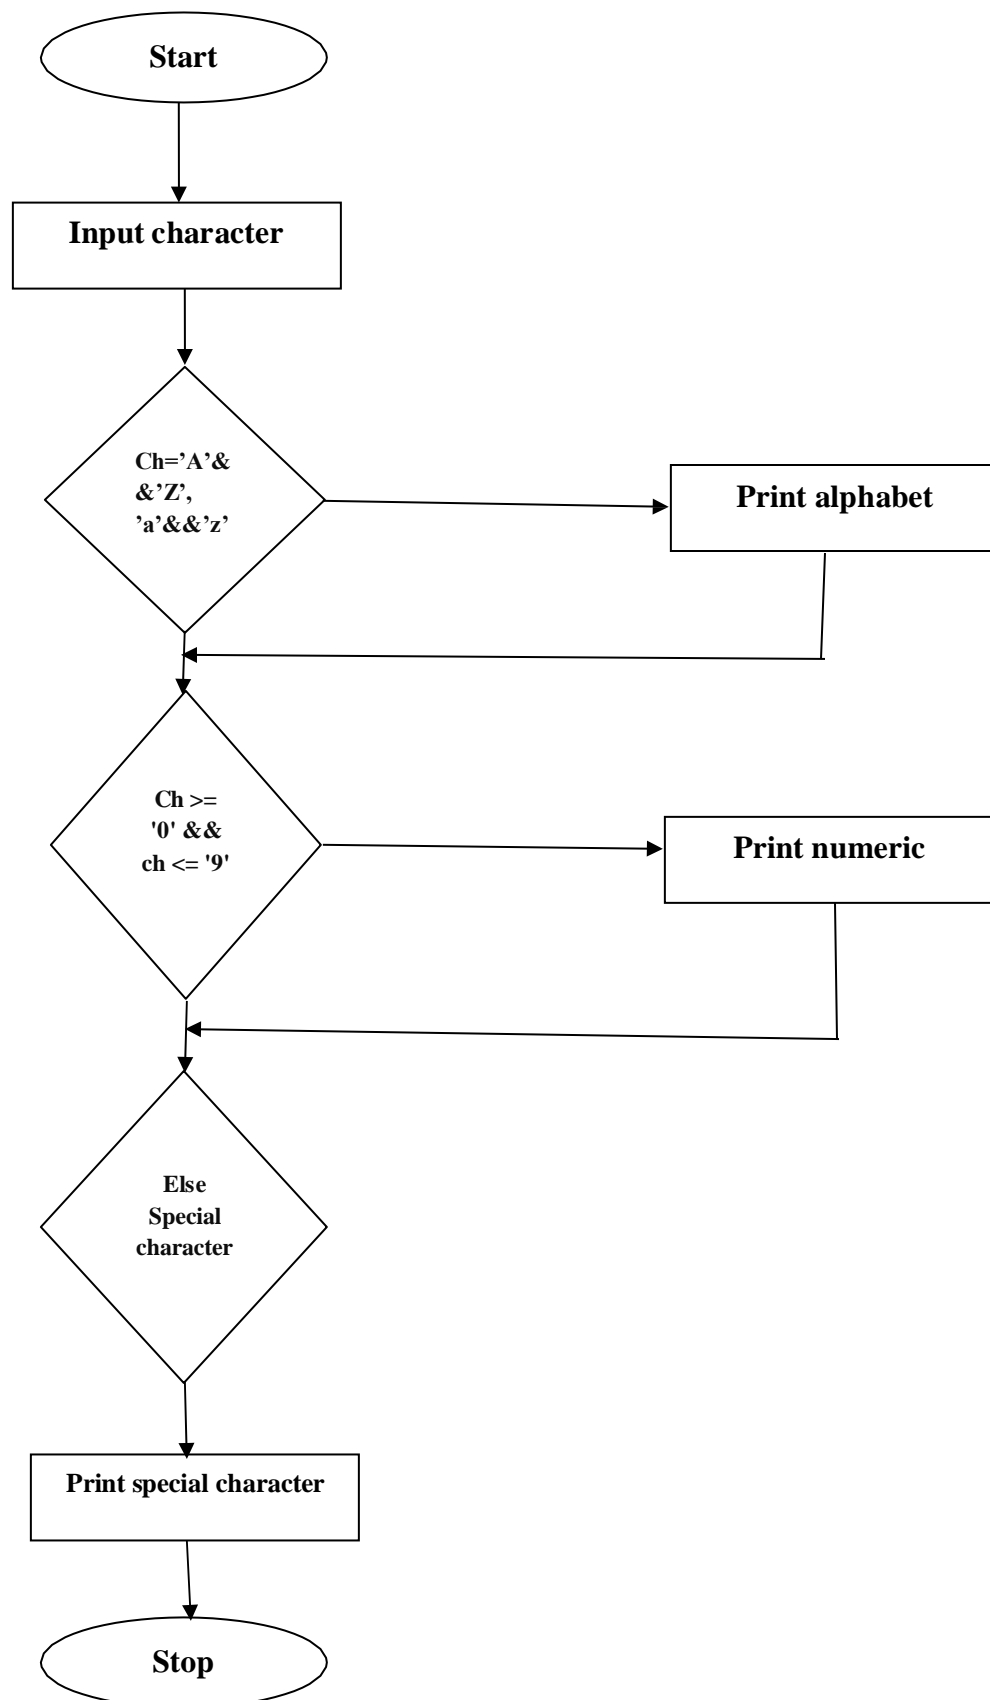 Start
Input character
Ch=’A’&
&’Z’,
’a’&&’z’
Print alphabet
Ch >=
'0' &&
ch <= '9'
Print numeric
Else
Special
character
Print special character
Stop